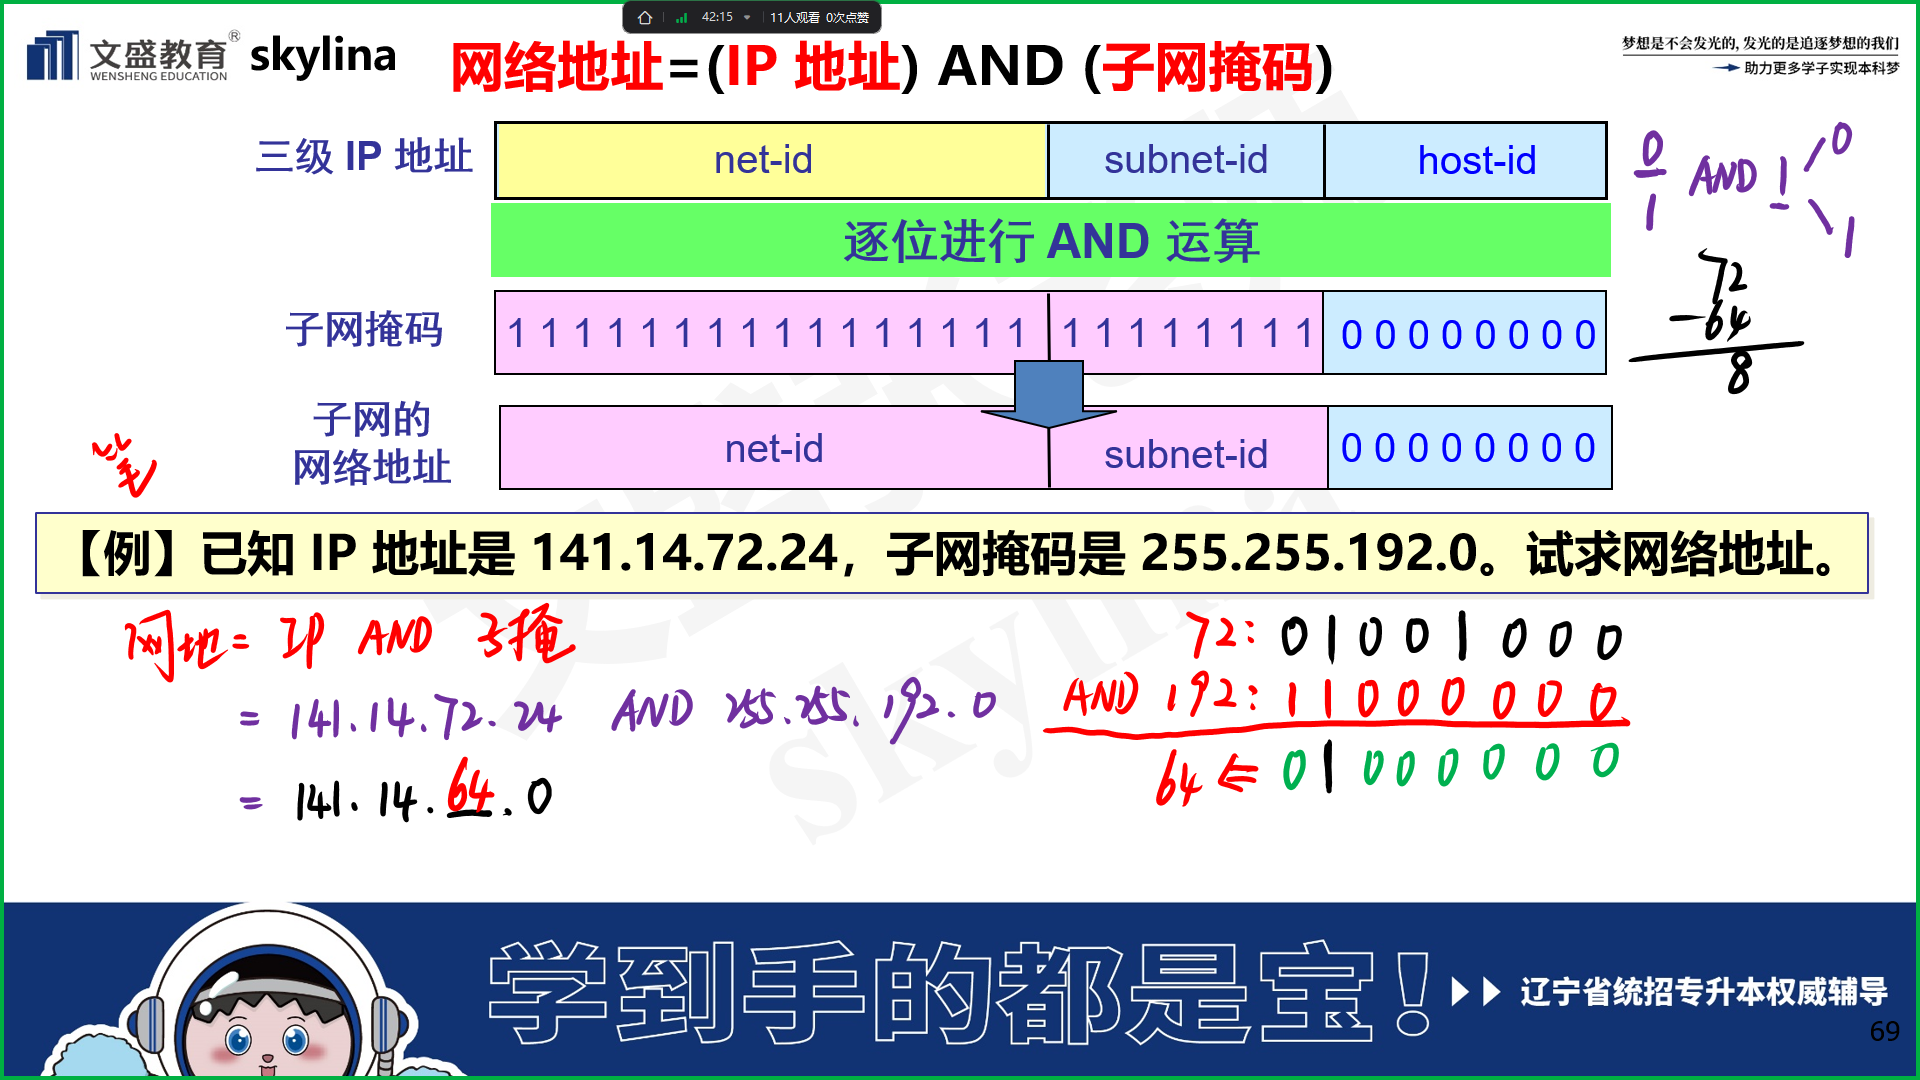 42:15 11人观看 0次点赞
文盛教育® skylina
WENSHENG EDUCATION
网络地址=(IP 地址) AND (子网掩码)
梦想是不会发光的, 发光的是追逐梦想的我们
助力更多学子实现本科梦
三级 IP 地址 net-id subnet-id host-id
0 AND 1 0
1 1
逐位进行 AND 运算
72
-64
8
子网掩码 1 1 1 1 1 1 1 1 1 1 1 1 1 1 1 1 1 1 1 1 1 1 1 1 0 0 0 0 0 0 0 0
子网的
网络地址 net-id subnet-id 0 0 0 0 0 0 0 0
笔
【例】已知 IP 地址是 141.14.72.24，子网掩码是 255.255.192.0。试求网络地址。
网地= IP AND 子掩
= 141.14.72.24 AND 255.255.192.0
= 141.14.64.0
72: 0 1 0 0 1 0 0 0
AND 192: 1 1 0 0 0 0 0 0
64 ⇐ 0 1 0 0 0 0 0 0
学到手的都是宝!
辽宁省统招专升本权威辅导
69
文盛教育
skylina